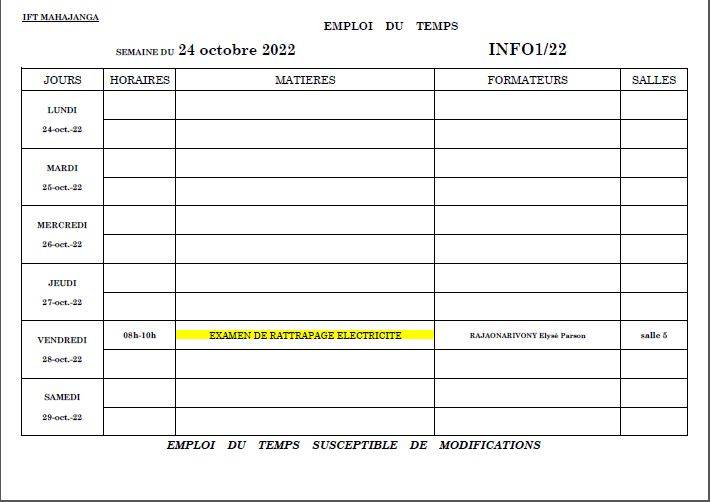 IFT MAHAJANGA
EMPLOI DU TEMPS
SEMAINE DU 24 octobre 2022 INFO1/22
JOURS HORAIRES MATIERES FORMATEURS SALLES
LUNDI
24-oct.-22
MARDI
25-oct.-22
MERCREDI
26-oct.-22
JEUDI
27-oct.-22
VENDREDI
28-oct.-22
08h-10h EXAMEN DE RATTRAPAGE ELECTRICITE RAJAONARIVONY Elysé Parson salle 5
SAMEDI
29-oct.-22
EMPLOI DU TEMPS SUSCEPTIBLE DE MODIFICATIONS